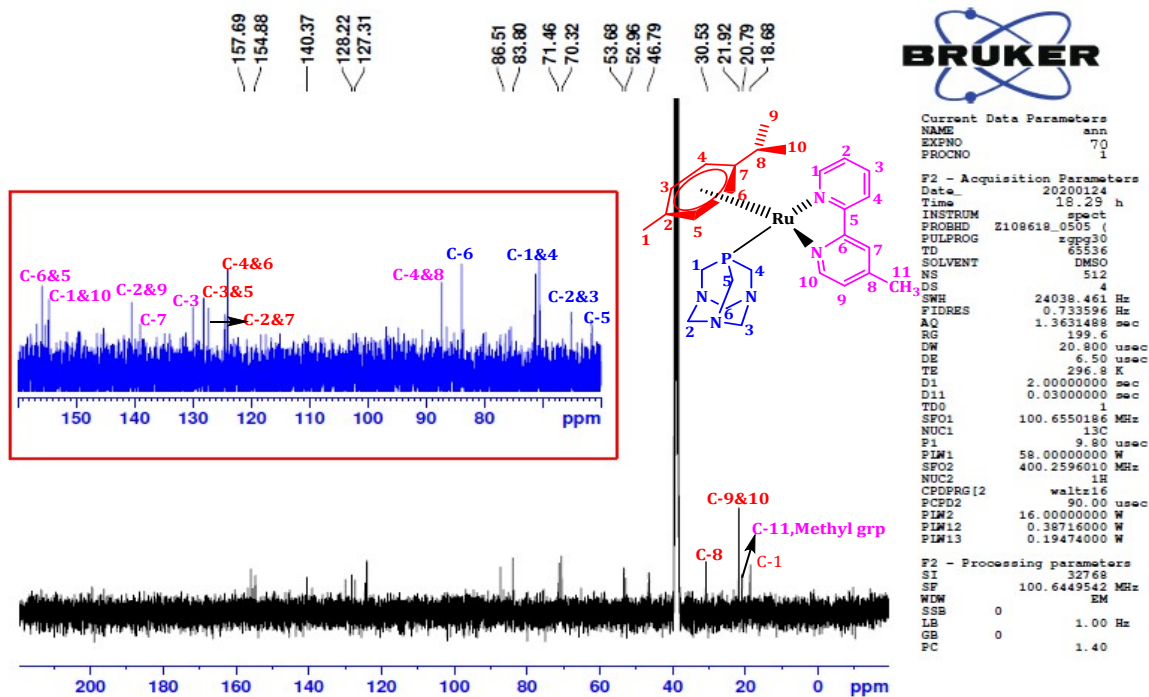 157.69
154.88
140.37
128.22
127.31
86.51
83.80
71.46
70.32
53.68
52.96
46.79
30.53
21.92
20.79
18.68
BRUKER
9
10
8
4
7
3
6
2
5
1
Ru
N
N
1
2
3
4
5
6
7
8
9
10
11
CH3
P
1
4
5
N
N
N
6
2
3
C-6&5
C-1&10
C-2&9
C-7
C-3
C-4&6
C-3&5
C-2&7
C-4&8
C-6
C-1&4
C-2&3
C-5
150 140 130 120 110 100 90 80 ppm
C-9&10
C-11,Methyl grp
C-8
C-1
200 180 160 140 120 100 80 60 40 20 0 ppm
Current Data Parameters
NAME ann
EXPNO 70
PROCNO 1
F2 - Acquisition Parameters
Date_ 20200124
Time 18.29 h
INSTRUM spect
PROBHD Z108618_0505 (
PULPROG zgpg30
TD 65536
SOLVENT DMSO
NS 512
DS 4
SWH 24038.461 Hz
FIDRES 0.733596 Hz
AQ 1.3631488 sec
RG 199.6
DW 20.800 usec
DE 6.50 usec
TE 296.8 K
D1 2.00000000 sec
D11 0.03000000 sec
TD0 1
SFO1 100.6550186 MHz
NUC1 13C
P1 9.80 usec
PLW1 58.00000000 W
SFO2 400.2596010 MHz
NUC2 1H
CPDPRG[2 waltz16
PCPD2 90.00 usec
PLW2 16.00000000 W
PLW12 0.38716000 W
PLW13 0.19474000 W
F2 - Processing parameters
SI 32768
SF 100.6449542 MHz
WDW EM
SSB 0
LB 1.00 Hz
GB 0
PC 1.40